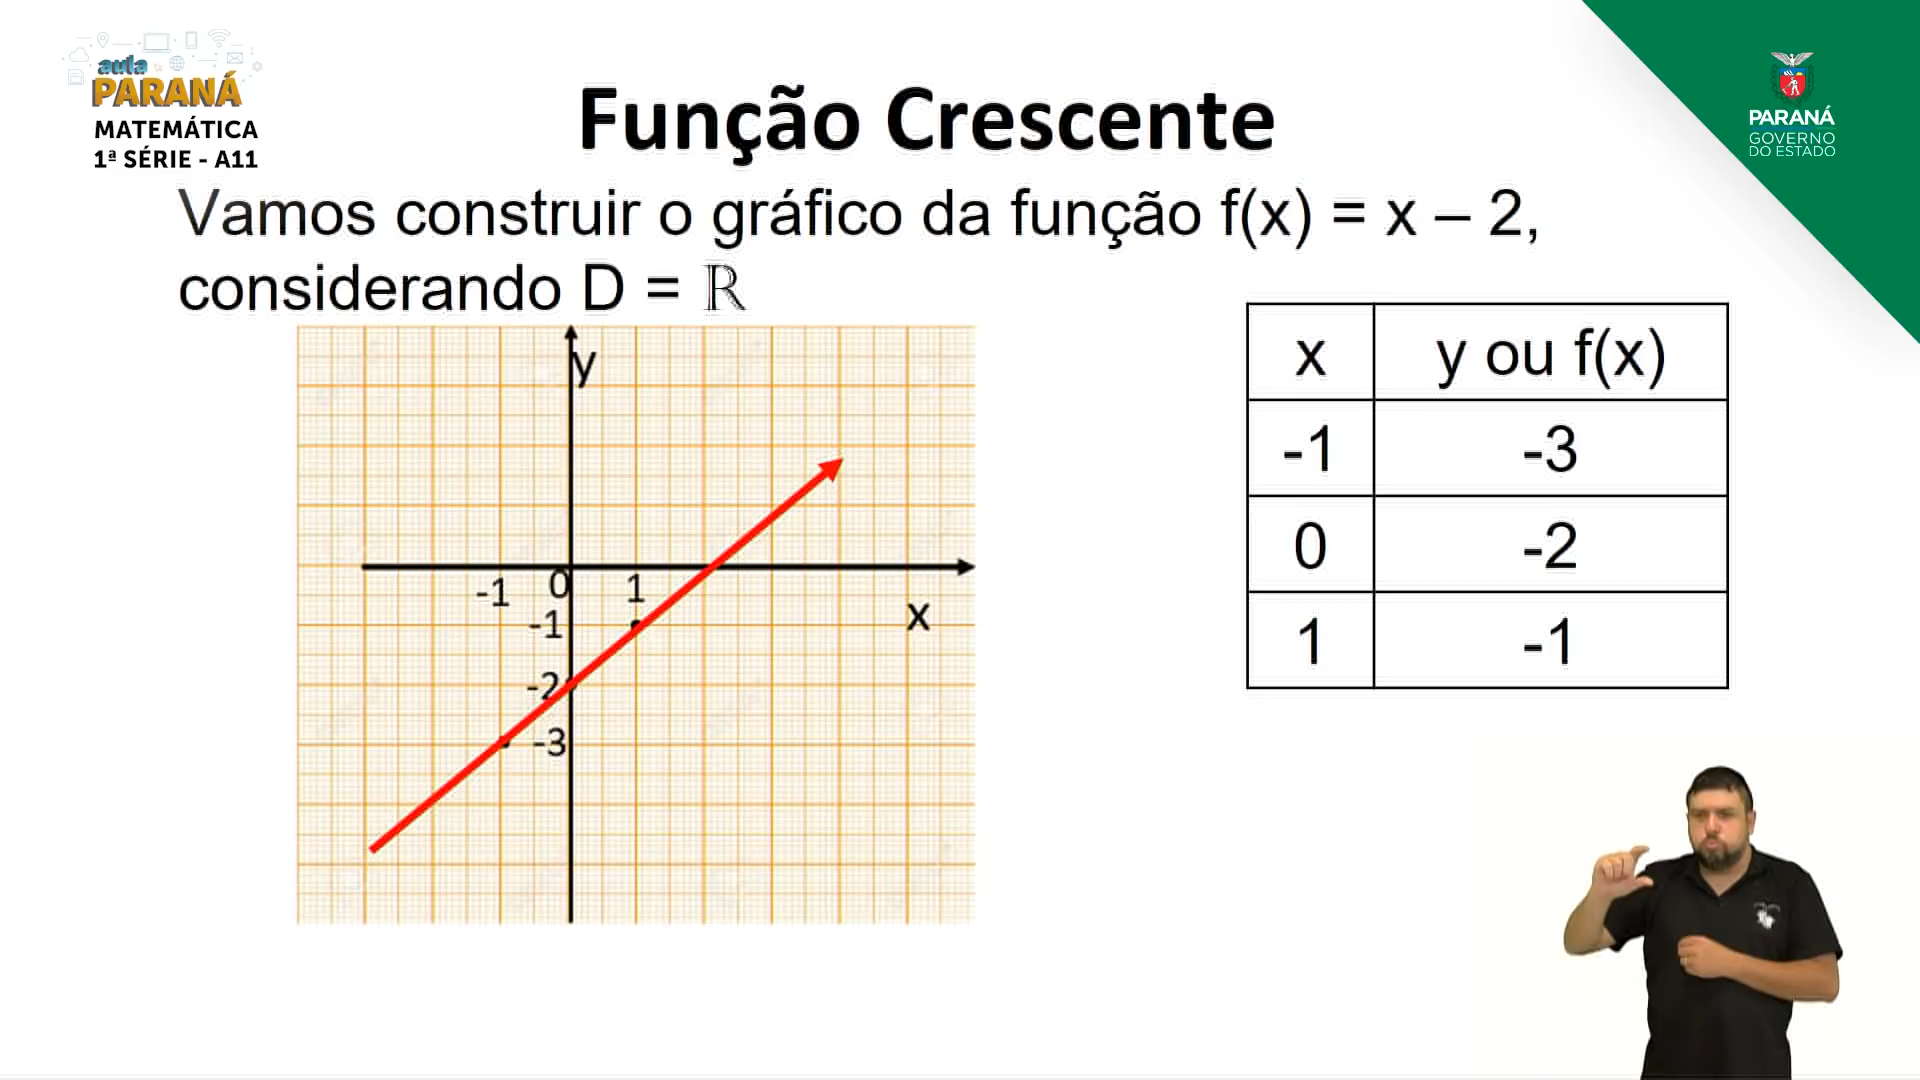 aula
PARANÁ
MATEMÁTICA
1ª SÉRIE - A11
Função Crescente
PARANÁ
GOVERNO
DO ESTADO
Vamos construir o gráfico da função f(x) = x – 2,
considerando D = ℝ
y
-1 0 1
-1
x
-2
-3
x y ou f(x)
-1 -3
0 -2
1 -1